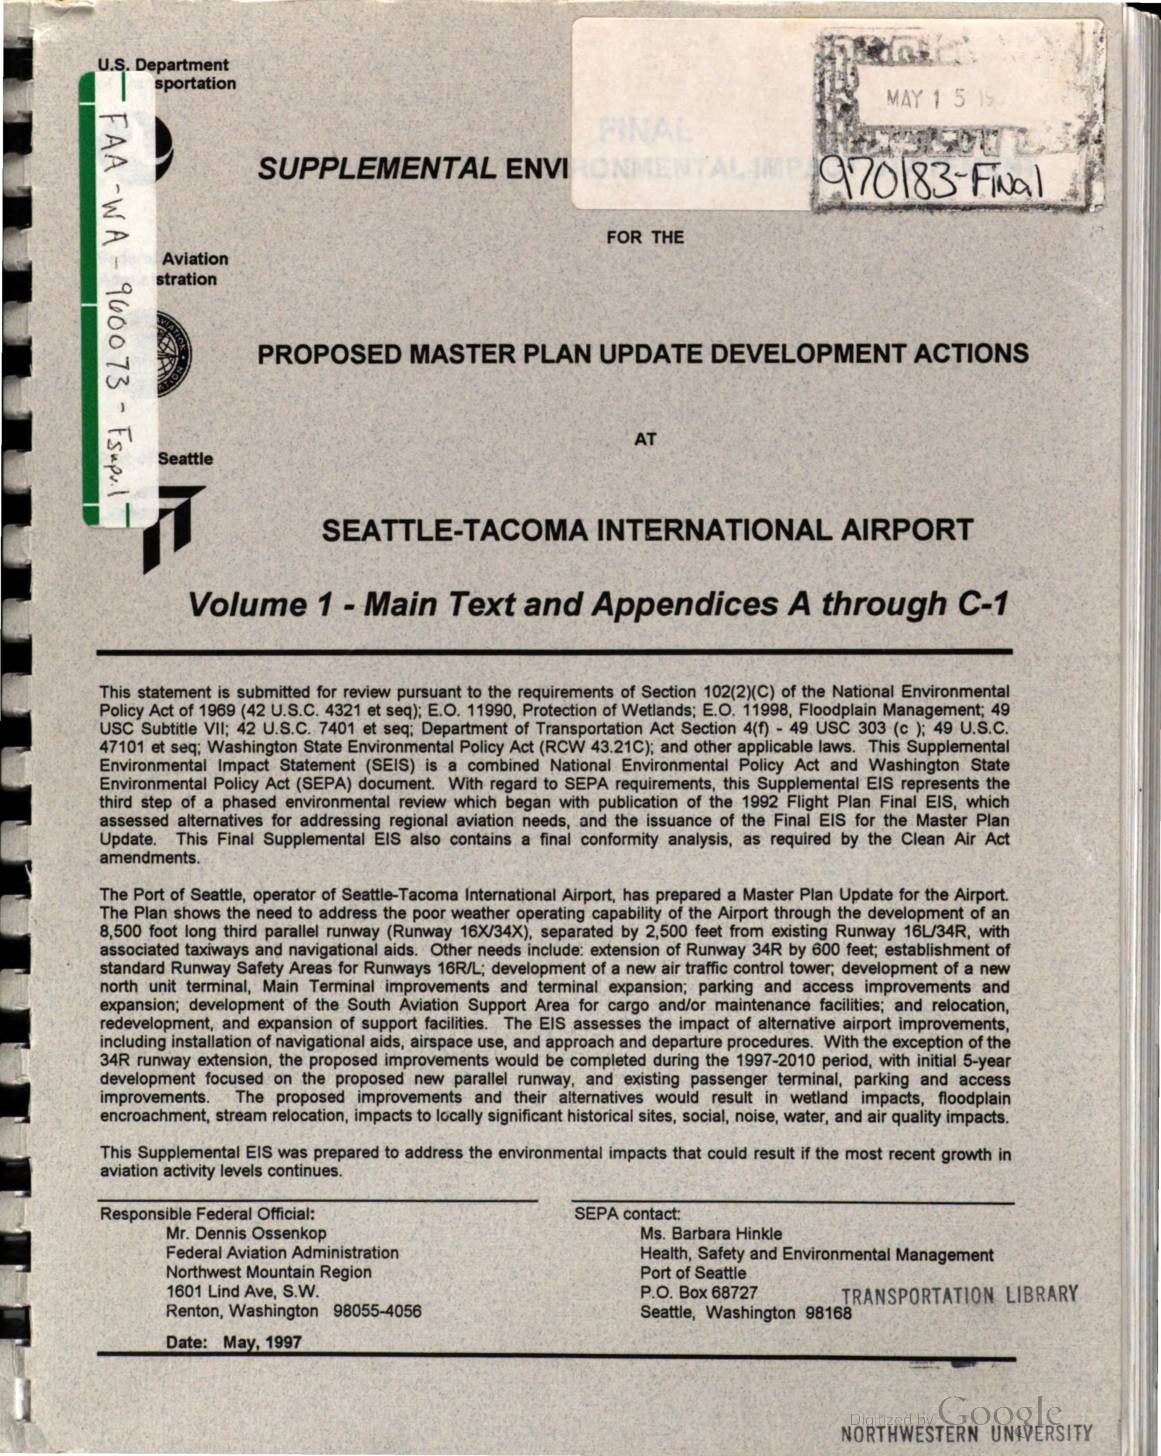 U.S. Department
sportation
MAY 1 5 19
970183-Final
FINAL
SUPPLEMENTAL ENVIRONMENTAL IMPA
FOR THE
FAA-WA-960073-Fsup.1
Aviation
stration
PROPOSED MASTER PLAN UPDATE DEVELOPMENT ACTIONS
AT
Seattle
SEATTLE-TACOMA INTERNATIONAL AIRPORT
Volume 1 - Main Text and Appendices A through C-1
This statement is submitted for review pursuant to the requirements of Section 102(2)(C) of the National Environmental
Policy Act of 1969 (42 U.S.C. 4321 et seq); E.O. 11990, Protection of Wetlands; E.O. 11998, Floodplain Management; 49
USC Subtitle VII; 42 U.S.C. 7401 et seq; Department of Transportation Act Section 4(f) - 49 USC 303 (c ); 49 U.S.C.
47101 et seq; Washington State Environmental Policy Act (RCW 43.21C); and other applicable laws. This Supplemental
Environmental Impact Statement (SEIS) is a combined National Environmental Policy Act and Washington State
Environmental Policy Act (SEPA) document. With regard to SEPA requirements, this Supplemental EIS represents the
third step of a phased environmental review which began with publication of the 1992 Flight Plan Final EIS, which
assessed alternatives for addressing regional aviation needs, and the issuance of the Final EIS for the Master Plan
Update. This Final Supplemental EIS also contains a final conformity analysis, as required by the Clean Air Act
amendments.
The Port of Seattle, operator of Seattle-Tacoma International Airport, has prepared a Master Plan Update for the Airport.
The Plan shows the need to address the poor weather operating capability of the Airport through the development of an
8,500 foot long third parallel runway (Runway 16X/34X), separated by 2,500 feet from existing Runway 16L/34R, with
associated taxiways and navigational aids. Other needs include: extension of Runway 34R by 600 feet; establishment of
standard Runway Safety Areas for Runways 16R/L; development of a new air traffic control tower; development of a new
north unit terminal, Main Terminal improvements and terminal expansion; parking and access improvements and
expansion; development of the South Aviation Support Area for cargo and/or maintenance facilities; and relocation,
redevelopment, and expansion of support facilities. The EIS assesses the impact of alternative airport improvements,
including installation of navigational aids, airspace use, and approach and departure procedures. With the exception of the
34R runway extension, the proposed improvements would be completed during the 1997-2010 period, with initial 5-year
development focused on the proposed new parallel runway, and existing passenger terminal, parking and access
improvements. The proposed improvements and their alternatives would result in wetland impacts, floodplain
encroachment, stream relocation, impacts to locally significant historical sites, social, noise, water, and air quality impacts.
This Supplemental EIS was prepared to address the environmental impacts that could result if the most recent growth in
aviation activity levels continues.
Responsible Federal Official:
Mr. Dennis Ossenkop
Federal Aviation Administration
Northwest Mountain Region
1601 Lind Ave, S.W.
Renton, Washington 98055-4056
Date: May, 1997
SEPA contact:
Ms. Barbara Hinkle
Health, Safety and Environmental Management
Port of Seattle
P.O. Box 68727
Seattle, Washington 98168
TRANSPORTATION LIBRARY
Digitized by Google
NORTHWESTERN UNIVERSITY